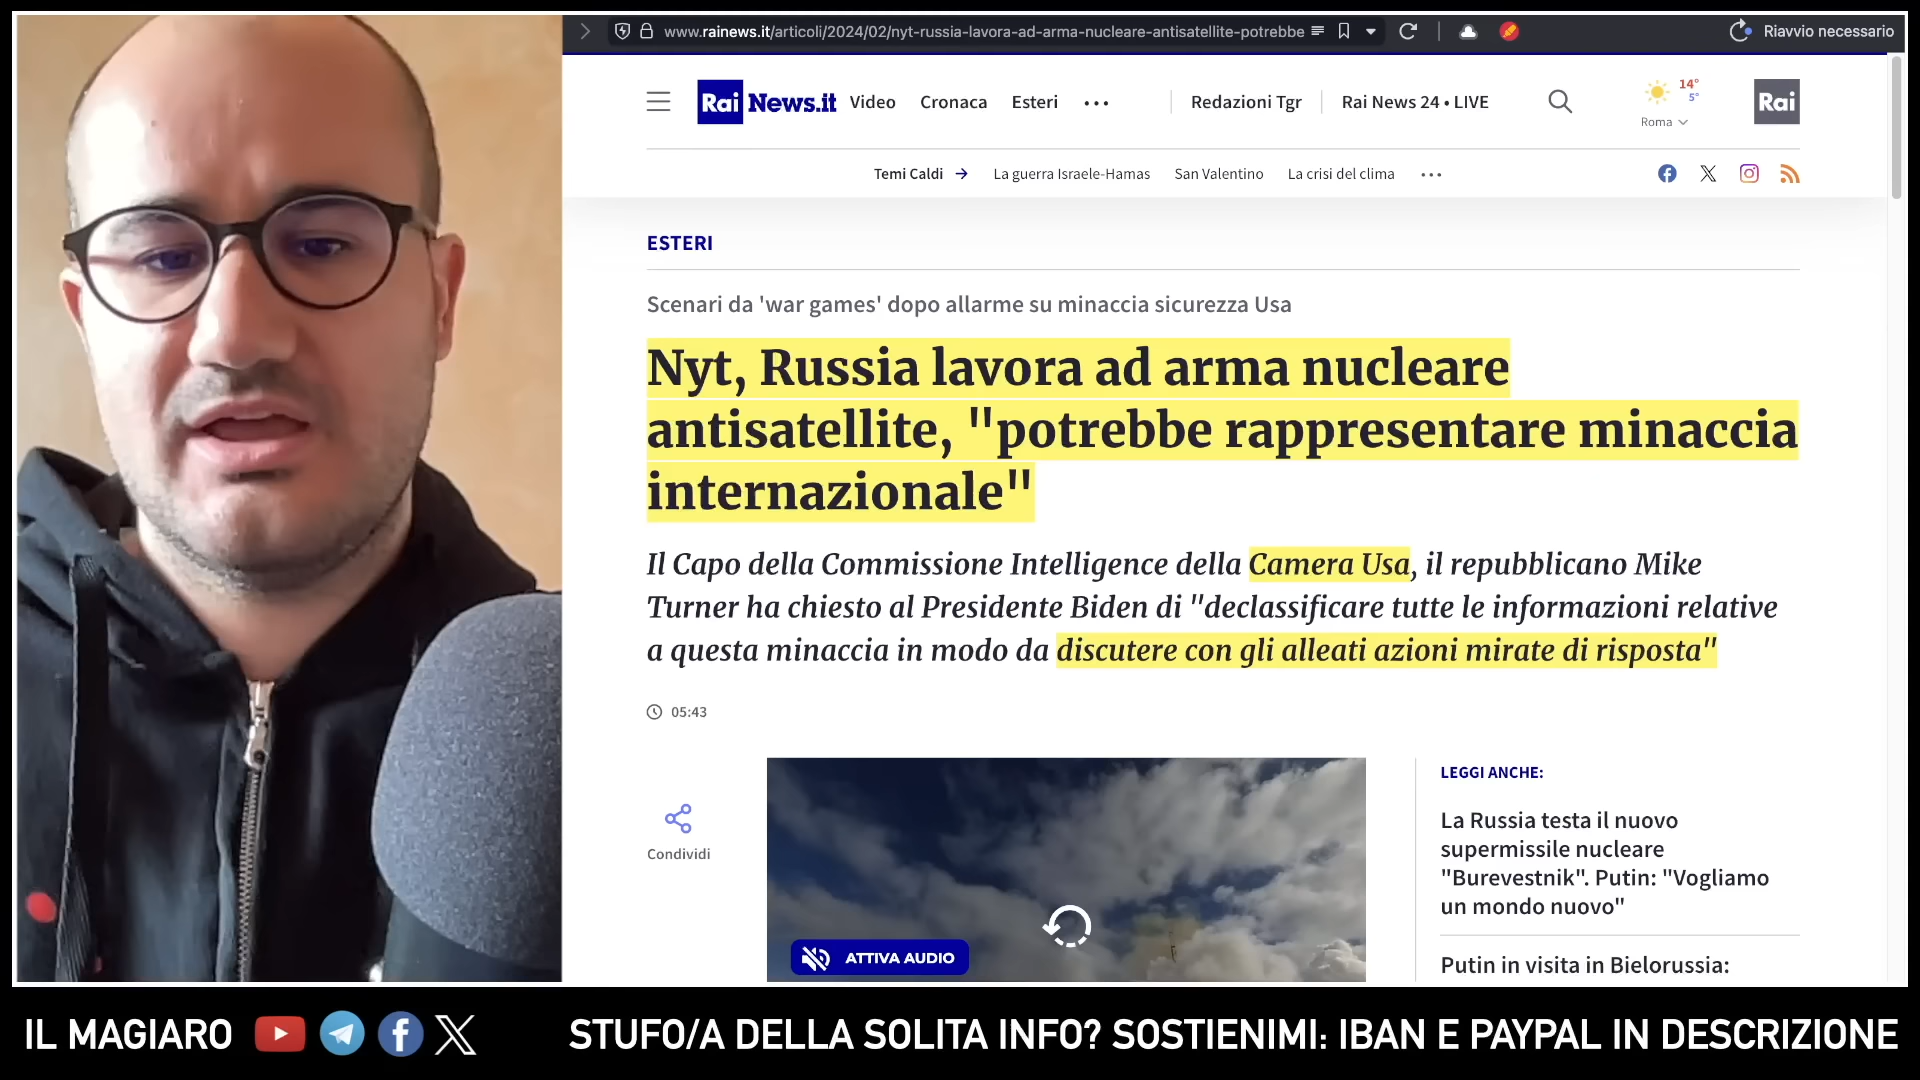 www.rainews.it/articoli/2024/02/nyt-russia-lavora-ad-arma-nucleare-antisatellite-potrebbe
Riavvio necessario
Rai News.it Video Cronaca Esteri ••• Redazioni Tgr Rai News 24 • LIVE
14°
5°
Roma
Rai
Temi Caldi → La guerra Israele-Hamas San Valentino La crisi del clima •••
ESTERI
Scenari da 'war games' dopo allarme su minaccia sicurezza Usa
Nyt, Russia lavora ad arma nucleare
antisatellite, "potrebbe rappresentare minaccia
internazionale"
Il Capo della Commissione Intelligence della Camera Usa, il repubblicano Mike
Turner ha chiesto al Presidente Biden di "declassificare tutte le informazioni relative
a questa minaccia in modo da discutere con gli alleati azioni mirate di risposta"
05:43
Condividi
ATTIVA AUDIO
LEGGI ANCHE:
La Russia testa il nuovo
supermissile nucleare
"Burevestnik". Putin: "Vogliamo
un mondo nuovo"
Putin in visita in Bielorussia:
IL MAGIARO
STUFO/A DELLA SOLITA INFO? SOSTIENIMI: IBAN E PAYPAL IN DESCRIZIONE